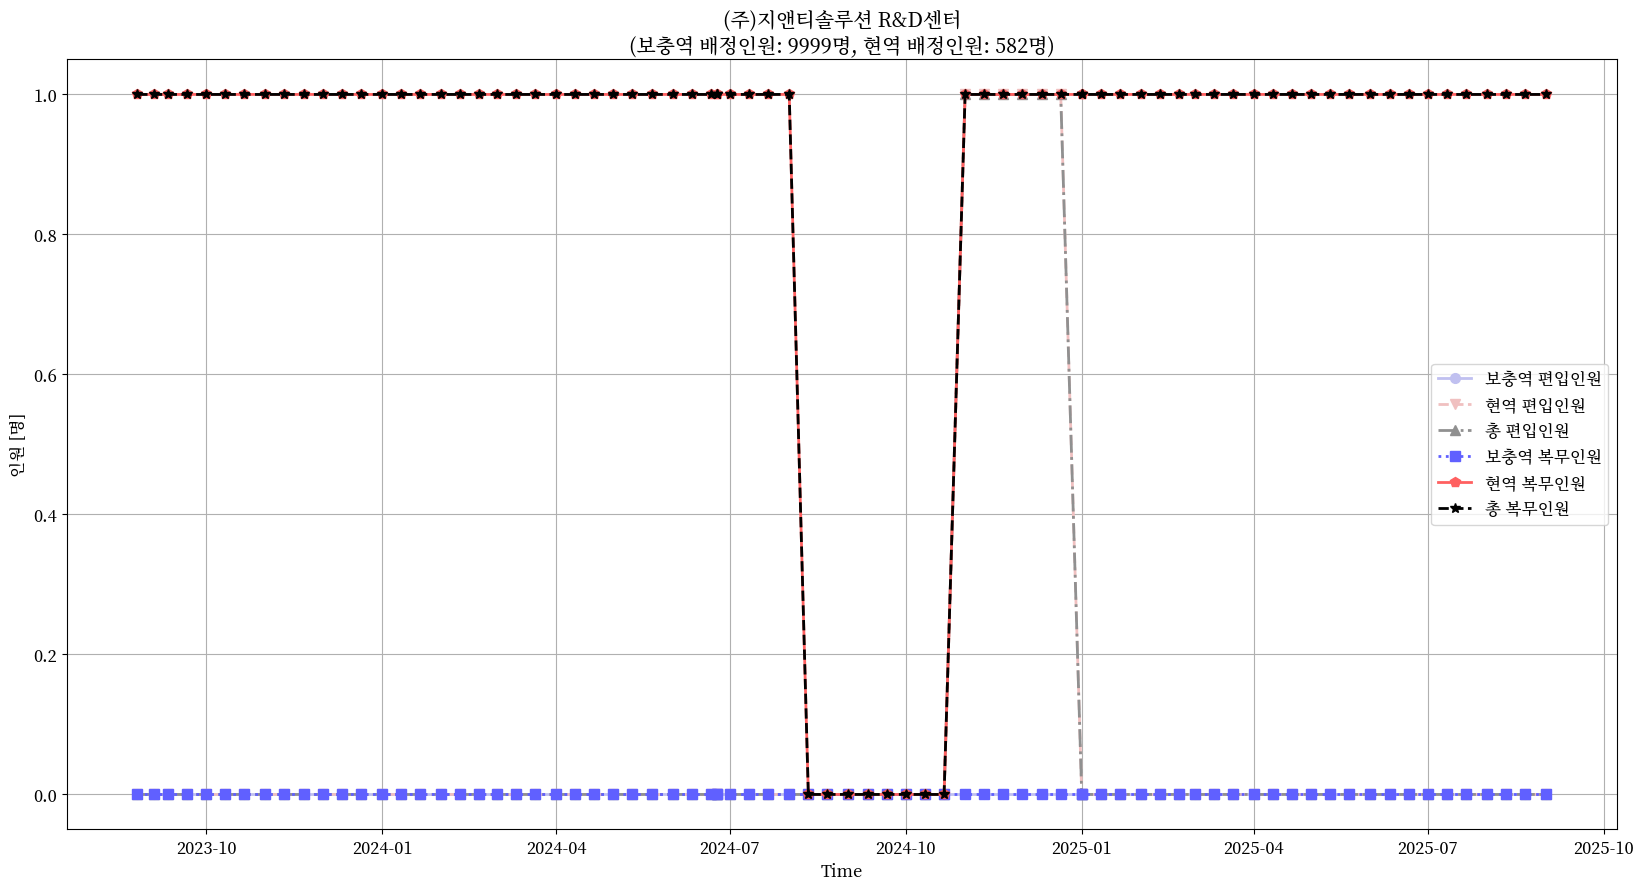 (주)지앤티솔루션 R&D센터
(보충역 배정인원: 9999명, 현역 배정인원: 582명)
인원 [명]
1.0
0.8
0.6
0.4
0.2
0.0
보충역 편입인원
현역 편입인원
총 편입인원
보충역 복무인원
현역 복무인원
총 복무인원
2023-10 2024-01 2024-04 2024-07 2024-10 2025-01 2025-04 2025-07 2025-10
Time